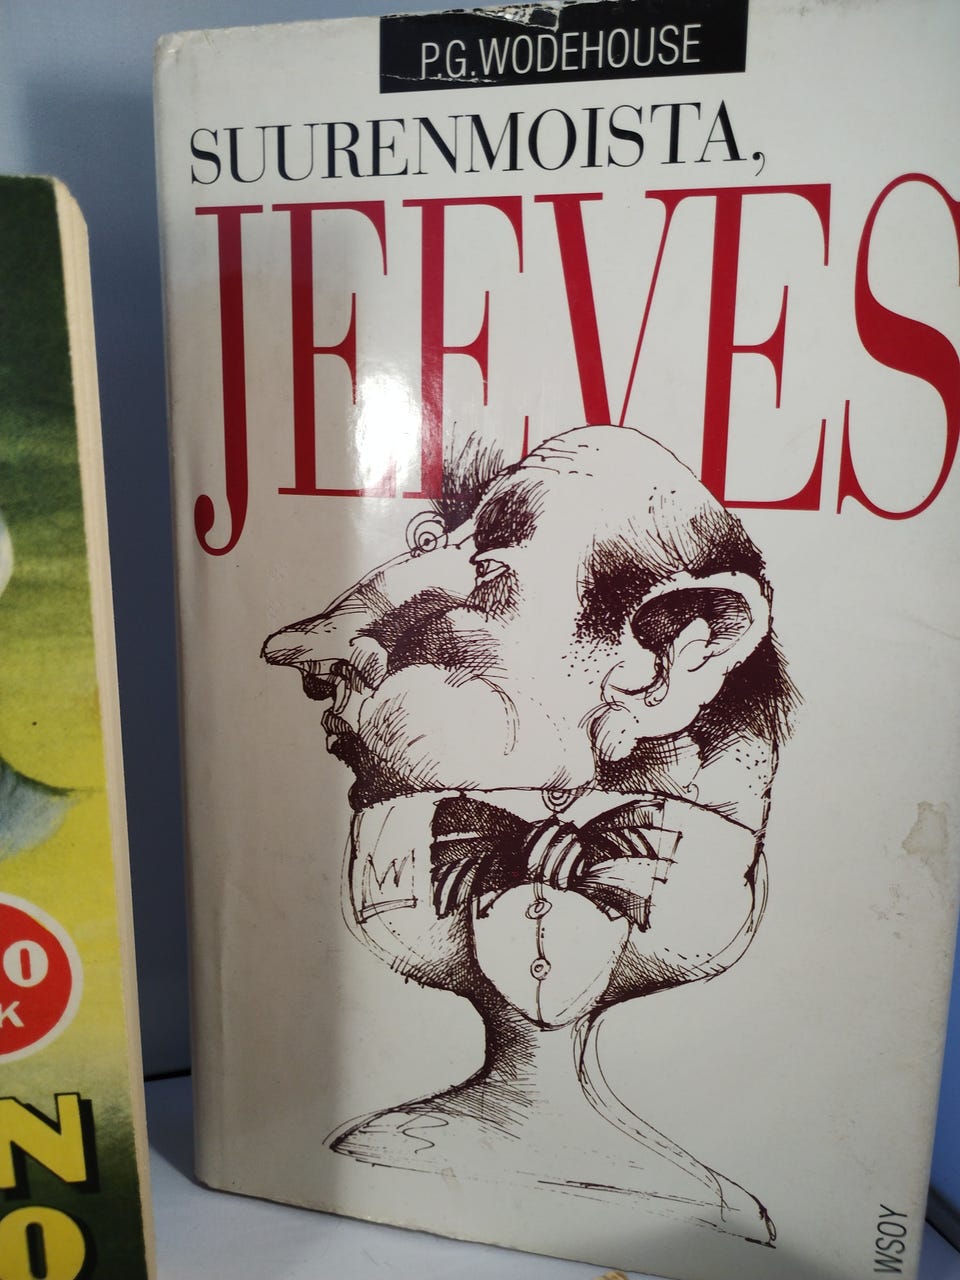 P.G. WODEHOUSE
SUURENMOISTA,
JEEVES
W
WSOY
O
K
N
O